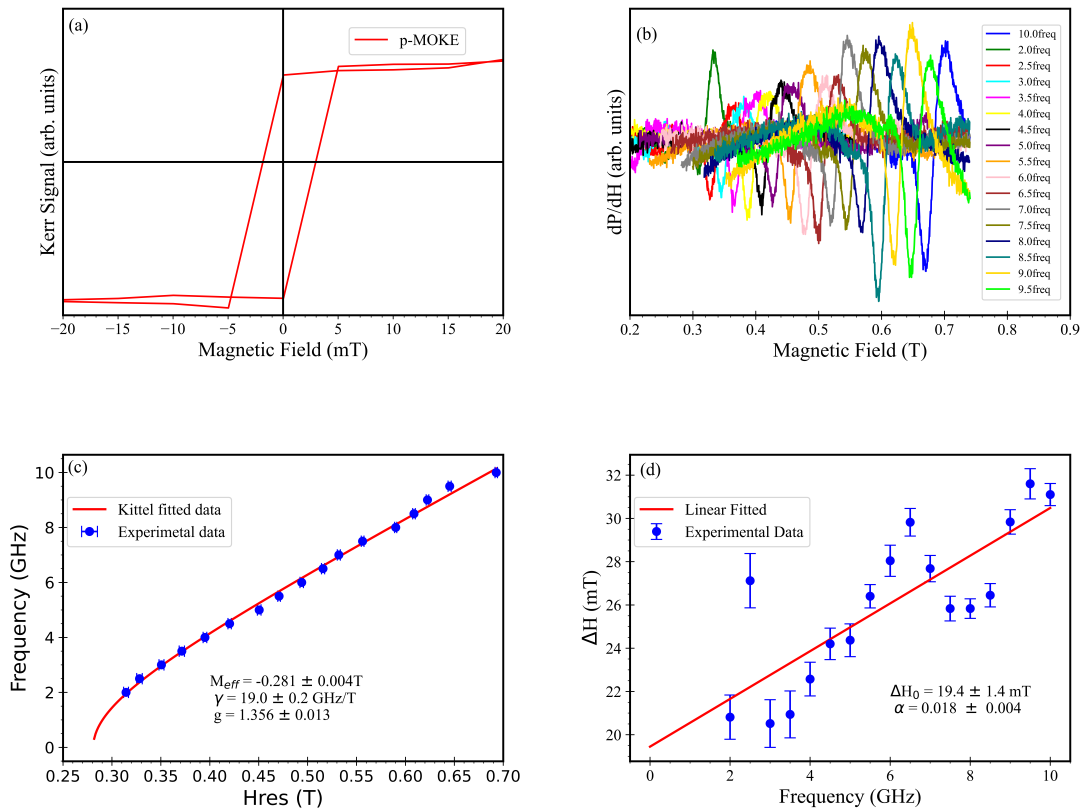 (a)
p-MOKE
Kerr Signal (arb. units)
−20 −15 −10 −5 0 5 10 15 20
Magnetic Field (mT)
(b)
10.0freq
2.0freq
2.5freq
3.0freq
3.5freq
4.0freq
4.5freq
5.0freq
5.5freq
6.0freq
6.5freq
7.0freq
7.5freq
8.0freq
8.5freq
9.0freq
9.5freq
dP/dH (arb. units)
0.2 0.3 0.4 0.5 0.6 0.7 0.8 0.9
Magnetic Field (T)
(c)
Kittel fitted data
Experimetal data
10
8
6
4
2
0
Frequency (GHz)
Meff = -0.281 ± 0.004T
γ = 19.0 ± 0.2 GHz/T
g = 1.356 ± 0.013
0.25 0.30 0.35 0.40 0.45 0.50 0.55 0.60 0.65 0.70
Hres (T)
(d)
Linear Fitted
Experimental Data
32
30
28
26
24
22
20
ΔH (mT)
ΔH0 = 19.4 ± 1.4 mT
α = 0.018 ± 0.004
0 2 4 6 8 10
Frequency (GHz)